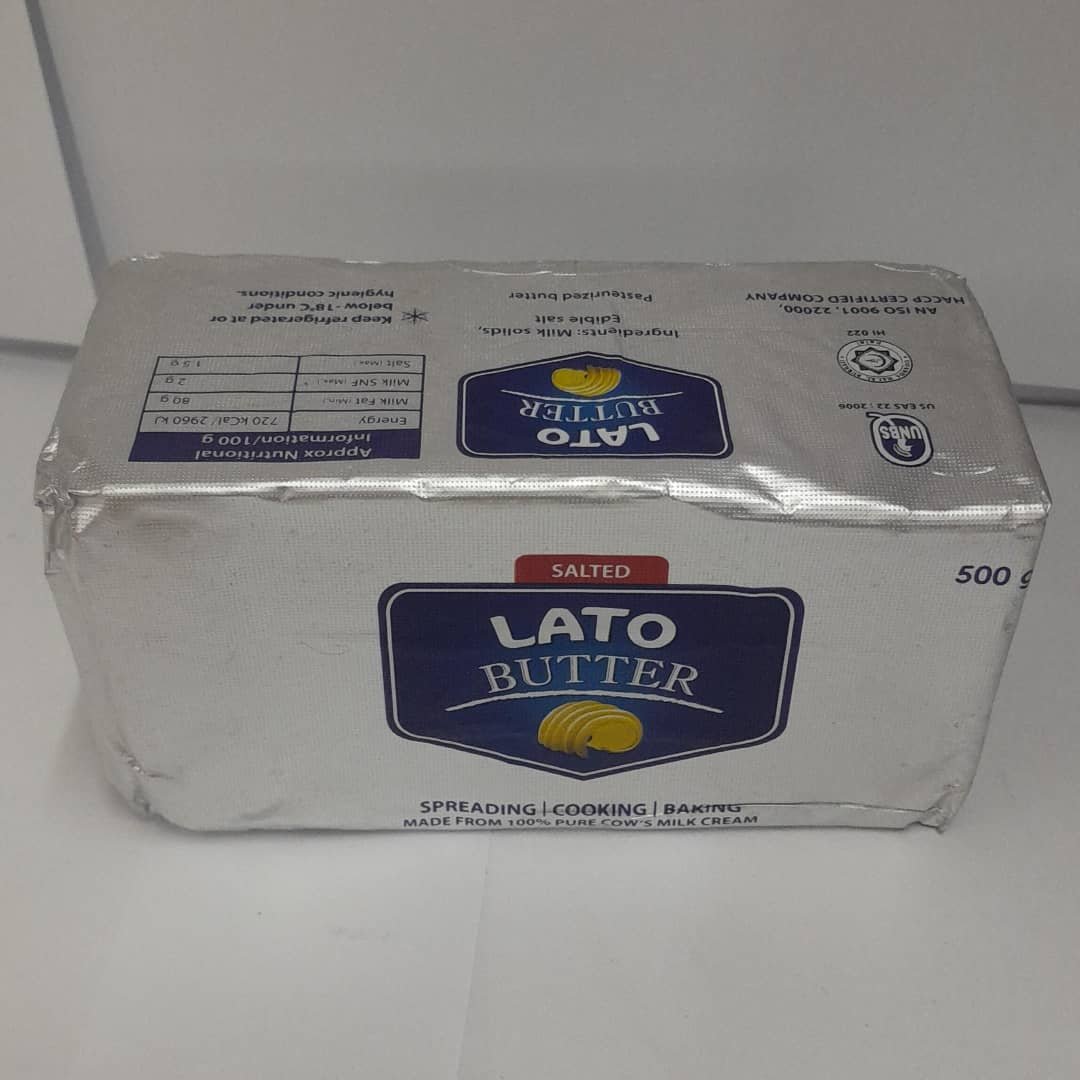 SALTED
LATO
BUTTER
500 g
SPREADING | COOKING | BAKING
MADE FROM 100% PURE COW'S MILK CREAM
Approx Nutritional
Information/100 g
Energy 720 kCal/ 2960 kJ
Milk Fat (Min) 80 g
Milk SNF (Max) 2 g
Salt (Max) 1.5 g
Keep refrigerated at or
below -18°C under
hygienic conditions.
LATO
BUTTER
Ingredients: Milk solids,
Edible salt
Pasteurized butter
UNBS
US EAS 22 : 2006
HI 022
AN ISO 9001, 22000,
HACCP CERTIFIED COMPANY